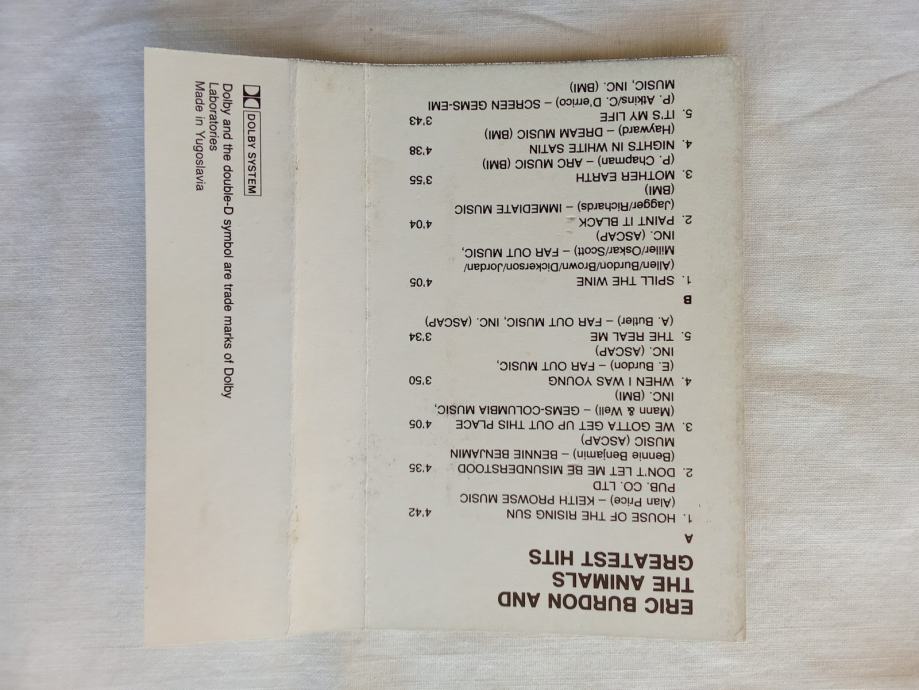 ERIC BURDON AND
THE ANIMALS
GREATEST HITS
A
1. HOUSE OF THE RISING SUN 4'42
(Alan Price) – KEITH PROWSE MUSIC
PUB. CO. LTD
2. DON'T LET ME BE MISUNDERSTOOD 4'35
(Bennie Benjamin) – BENNIE BENJAMIN
MUSIC (ASCAP)
3. WE GOTTA GET UP OUT THIS PLACE 4'05
(Mann & Well) – GEMS-COLUMBIA MUSIC,
INC. (BMI)
4. WHEN I WAS YOUNG 3'50
(E. Burdon) – FAR OUT MUSIC,
INC. (ASCAP)
5. THE REAL ME 3'34
(A. Butler) – FAR OUT MUSIC, INC. (ASCAP)
B
1. SPILL THE WINE 4'05
(Allen/Burdon/Brown/Dickerson/Jordan/
Miller/Oskar/Scott) – FAR OUT MUSIC,
INC. (ASCAP)
2. PAINT IT BLACK 4'04
(Jagger/Richards) – IMMEDIATE MUSIC
(BMI)
3. MOTHER EARTH 3'55
(P. Chapman) – ARC MUSIC (BMI)
4. NIGHTS IN WHITE SATIN 4'38
(Hayward) – DREAM MUSIC (BMI)
5. IT'S MY LIFE 3'43
(P. Atkins/C. D'errico) – SCREEN GEMS-EMI
MUSIC, INC. (BMI)
DOLBY SYSTEM
Dolby and the double-D symbol are trade marks of Dolby
Laboratories
Made in Yugoslavia